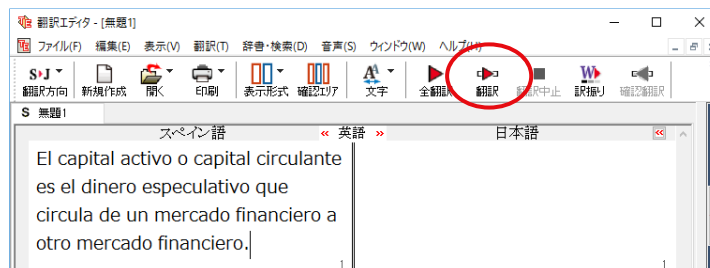 翻訳エディタ - [無題1]
ファイル(F) 編集(E) 表示(V) 翻訳(T) 辞書・検索(D) 音声(S) ウィンドウ(W) ヘルプ(H)
S›J
翻訳方向 新規作成 開く 印刷 表示形式 確認エリア 文字 全翻訳 翻訳 翻訳中止 訳振り 確認翻訳
S 無題1
スペイン語 « 英語 » 日本語 «
El capital activo o capital circulante
es el dinero especulativo que
circula de un mercado financiero a
otro mercado financiero.
1 1